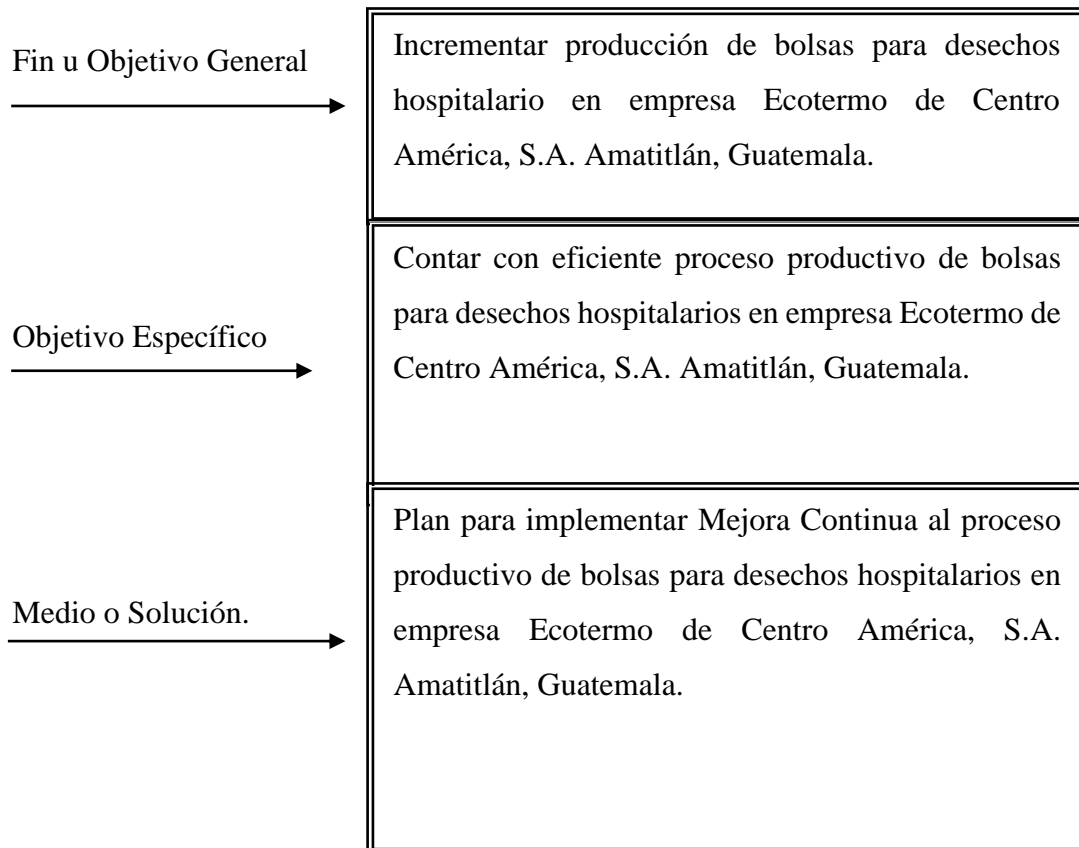 Fin u Objetivo General
Incrementar producción de bolsas para desechos
hospitalario en empresa Ecotermo de Centro
América, S.A. Amatitlán, Guatemala.
Objetivo Específico
Contar con eficiente proceso productivo de bolsas
para desechos hospitalarios en empresa Ecotermo de
Centro América, S.A. Amatitlán, Guatemala.
Medio o Solución.
Plan para implementar Mejora Continua al proceso
productivo de bolsas para desechos hospitalarios en
empresa Ecotermo de Centro América, S.A.
Amatitlán, Guatemala.